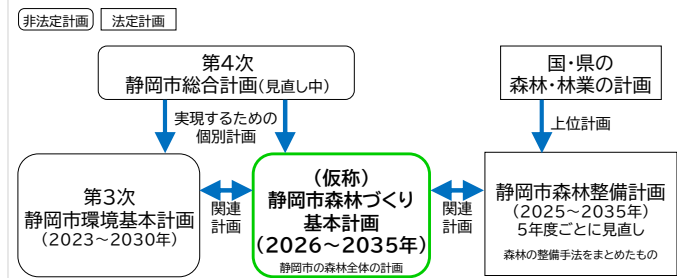 非法定計画 法定計画
第4次
静岡市総合計画(見直し中)
国・県の
森林・林業の計画
実現するための
個別計画
上位計画
第3次
静岡市環境基本計画
(2023～2030年)
関連
計画
(仮称)
静岡市森林づくり
基本計画
(2026～2035年)
静岡市の森林全体の計画
関連
計画
静岡市森林整備計画
(2025～2035年)
5年度ごとに見直し
森林の整備手法をまとめたもの